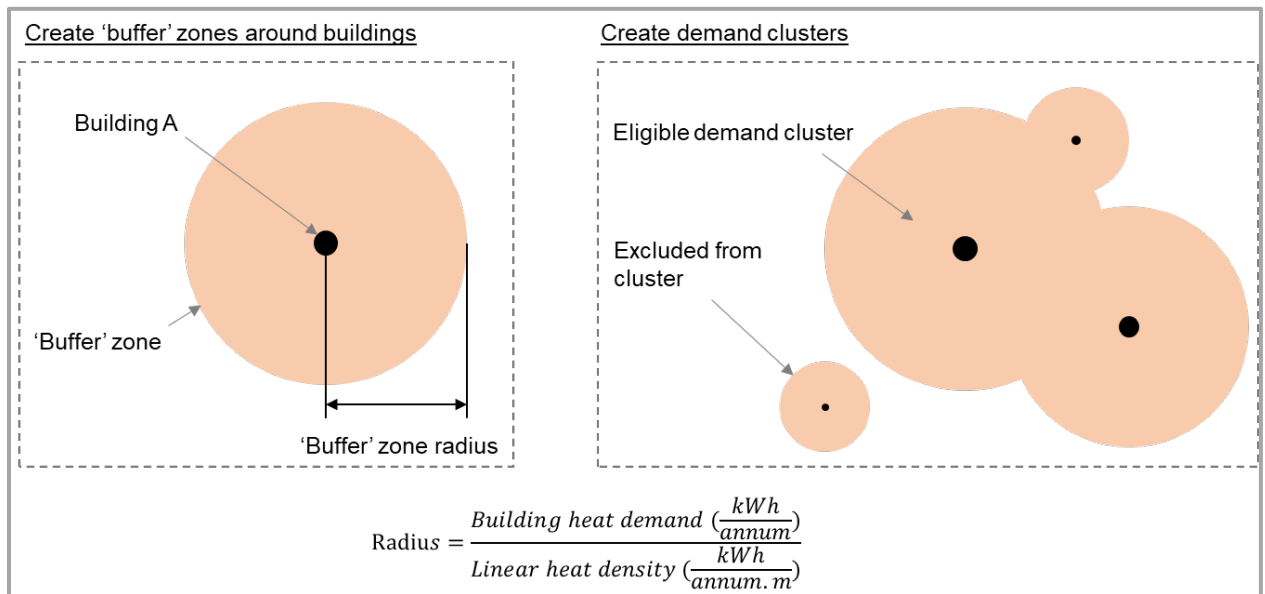 Create ‘buffer’ zones around buildings
Building A
‘Buffer’ zone
‘Buffer’ zone radius
Create demand clusters
Eligible demand cluster
Excluded from
cluster
Radius = Building heat demand (kWh/annum) / Linear heat density (kWh/annum.m)